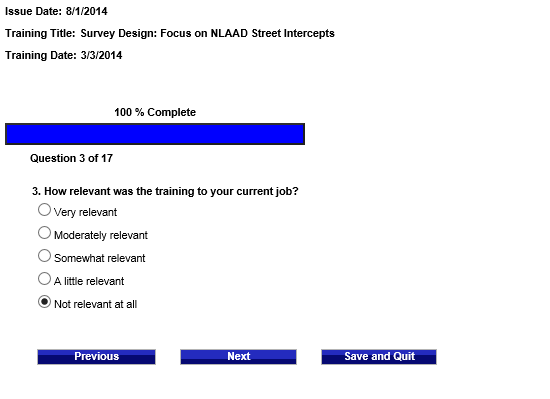 Issue Date: 8/1/2014
Training Title: Survey Design: Focus on NLAAD Street Intercepts
Training Date: 3/3/2014
100 % Complete
Question 3 of 17
3. How relevant was the training to your current job?
Very relevant
Moderately relevant
Somewhat relevant
A little relevant
Not relevant at all
Previous Next Save and Quit